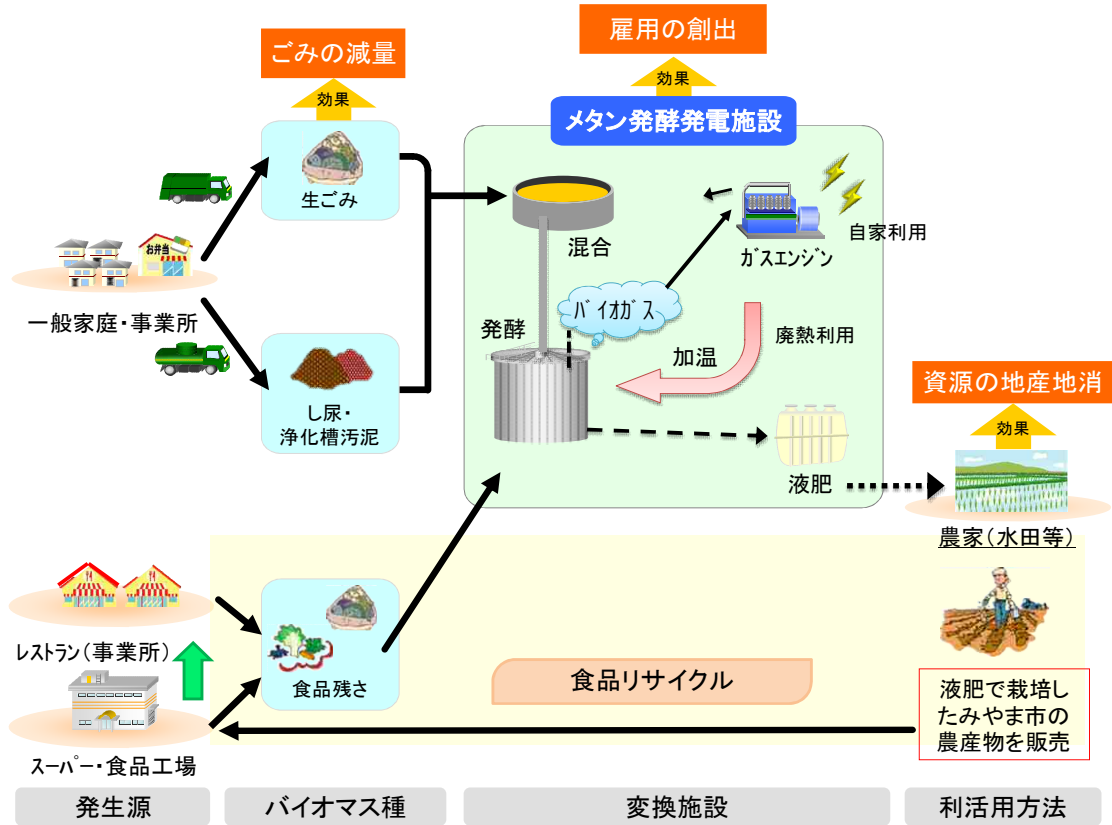 雇用の創出
ごみの減量
効果
効果
メタン発酵発電施設
生ごみ
お弁当
一般家庭・事業所
し尿・
浄化槽汚泥
混合
ガスエンジン
自家利用
バイオガス
発酵
加温
廃熱利用
液肥
資源の地産地消
効果
農家(水田等)
レストラン(事業所)
食品残さ
食品リサイクル
スーパー・食品工場
液肥で栽培し
たみやま市の
農産物を販売
発生源
バイオマス種
変換施設
利活用方法